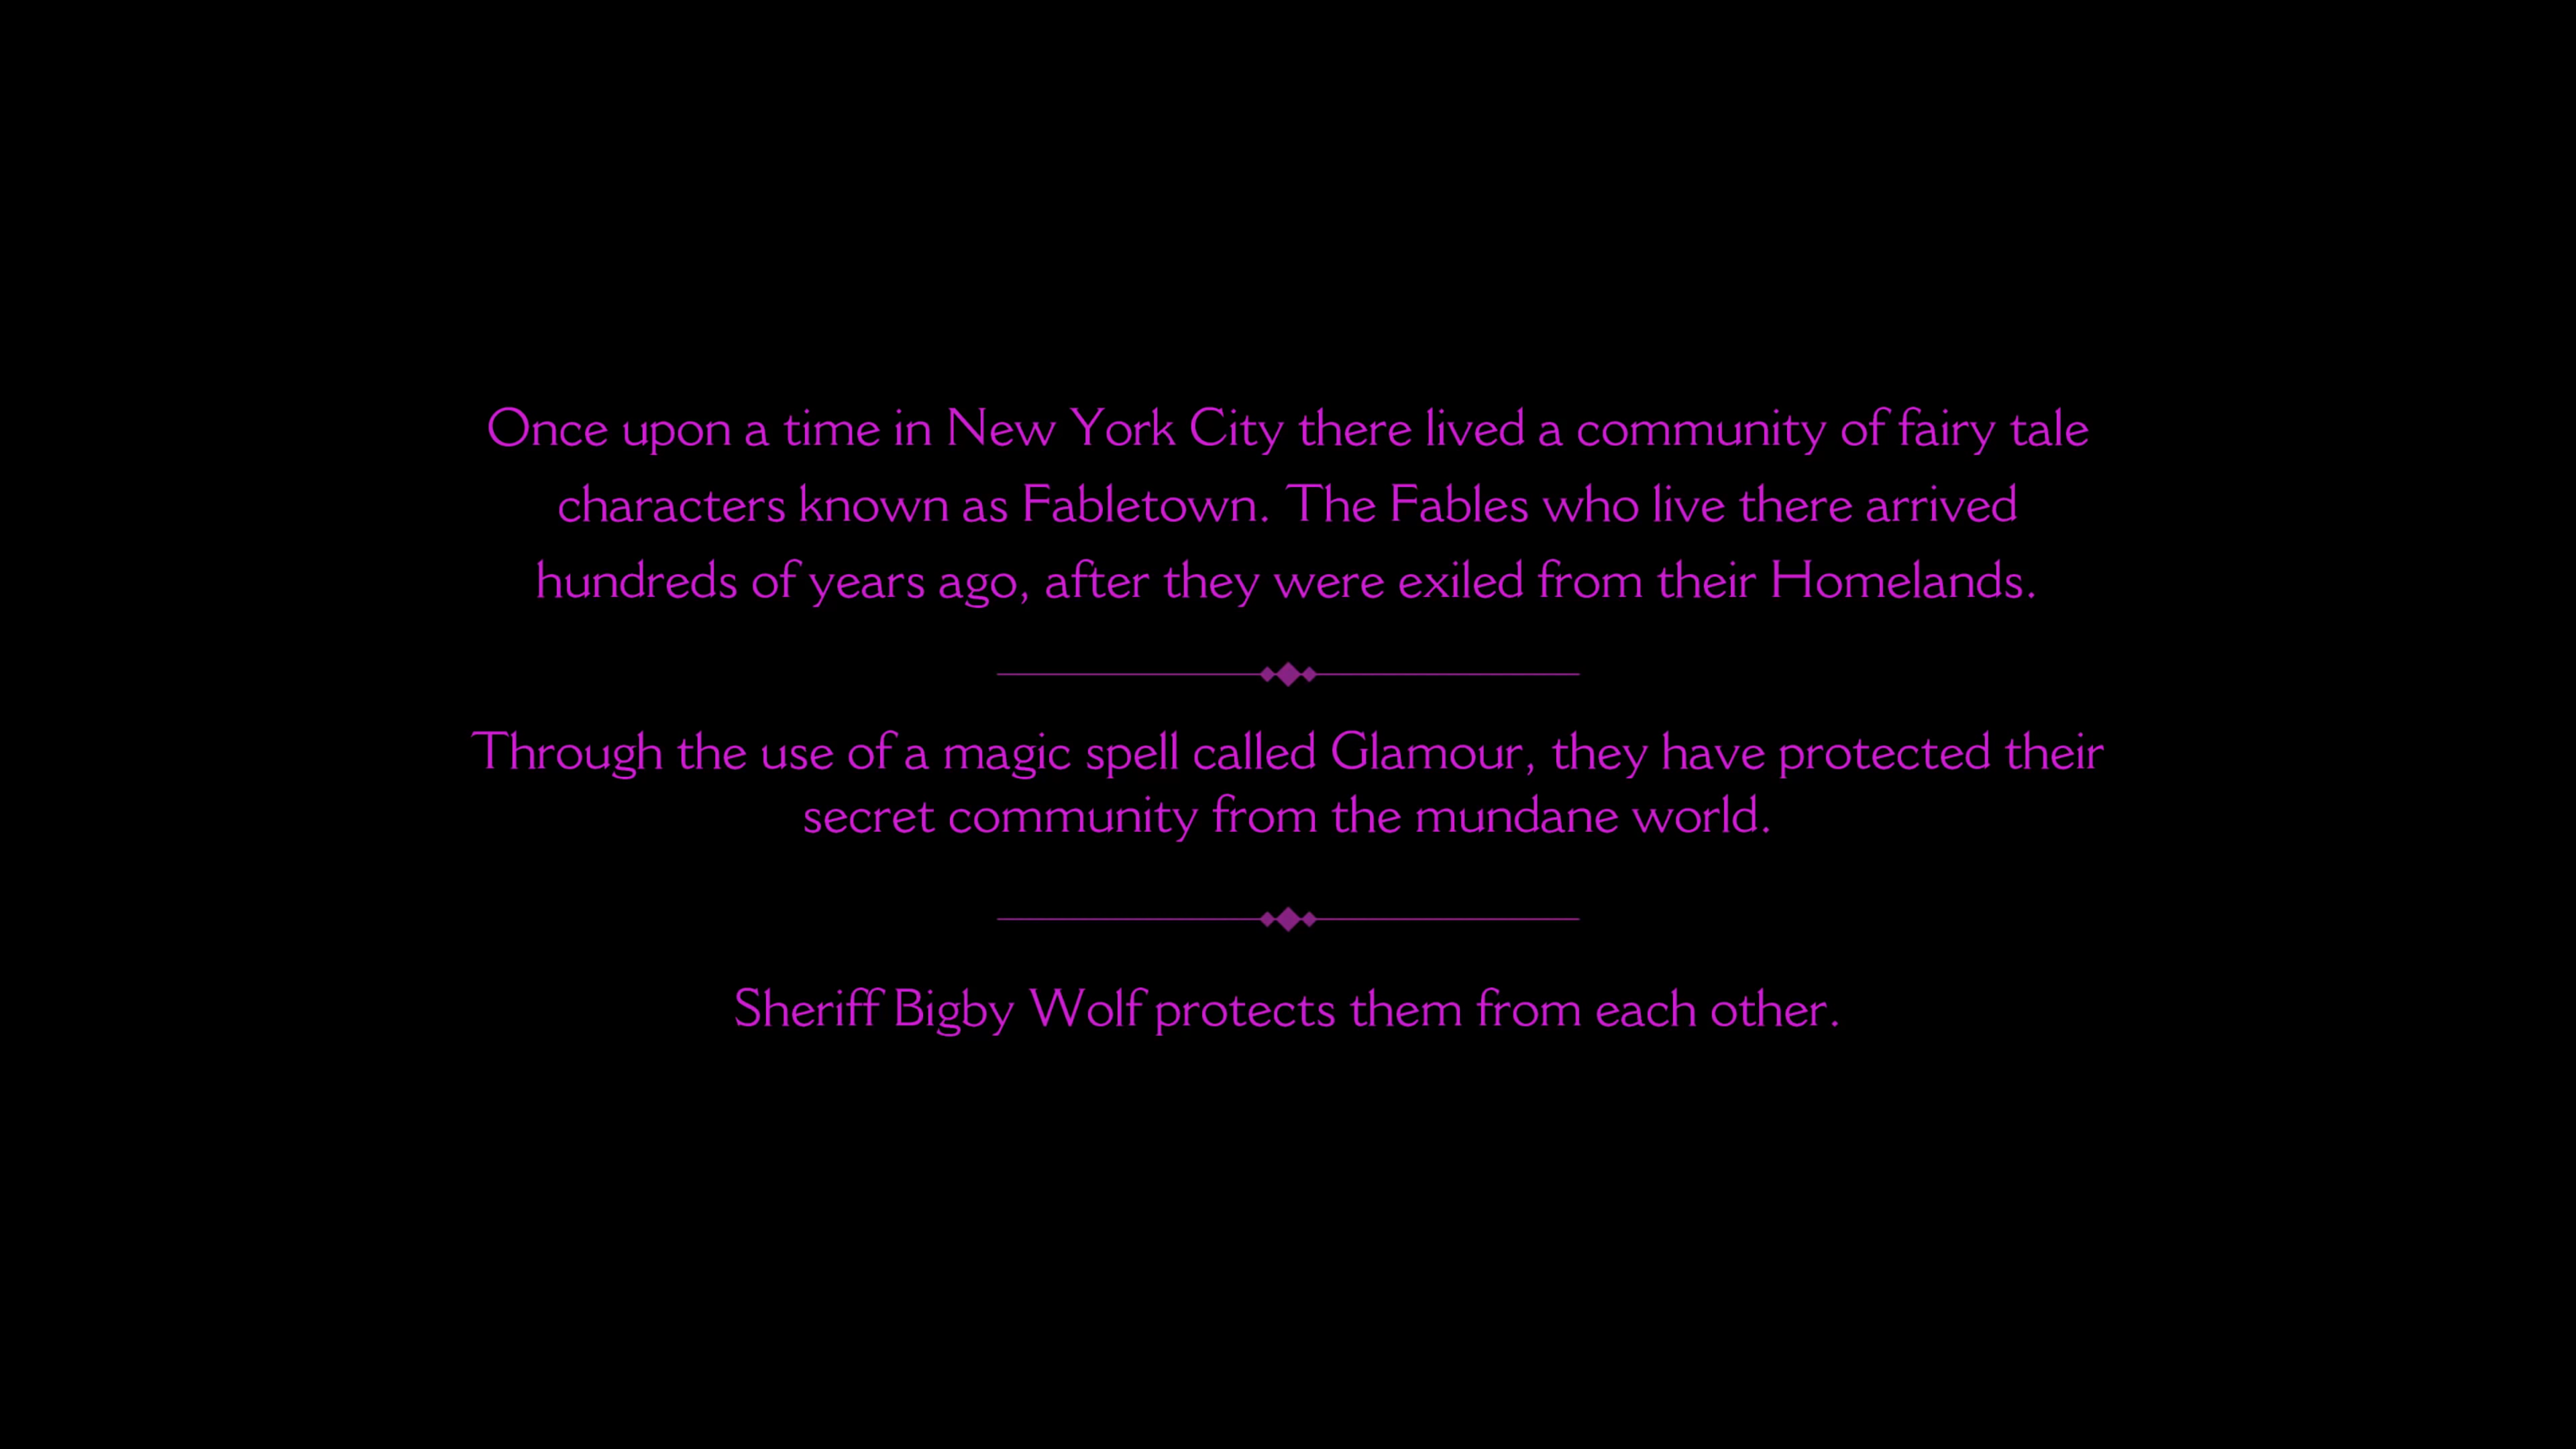 Once upon a time in New York City there lived a community of fairy tale
characters known as Fabletown. The Fables who live there arrived
hundreds of years ago, after they were exiled from their Homelands.
Through the use of a magic spell called Glamour, they have protected their
secret community from the mundane world.
Sheriff Bigby Wolf protects them from each other.